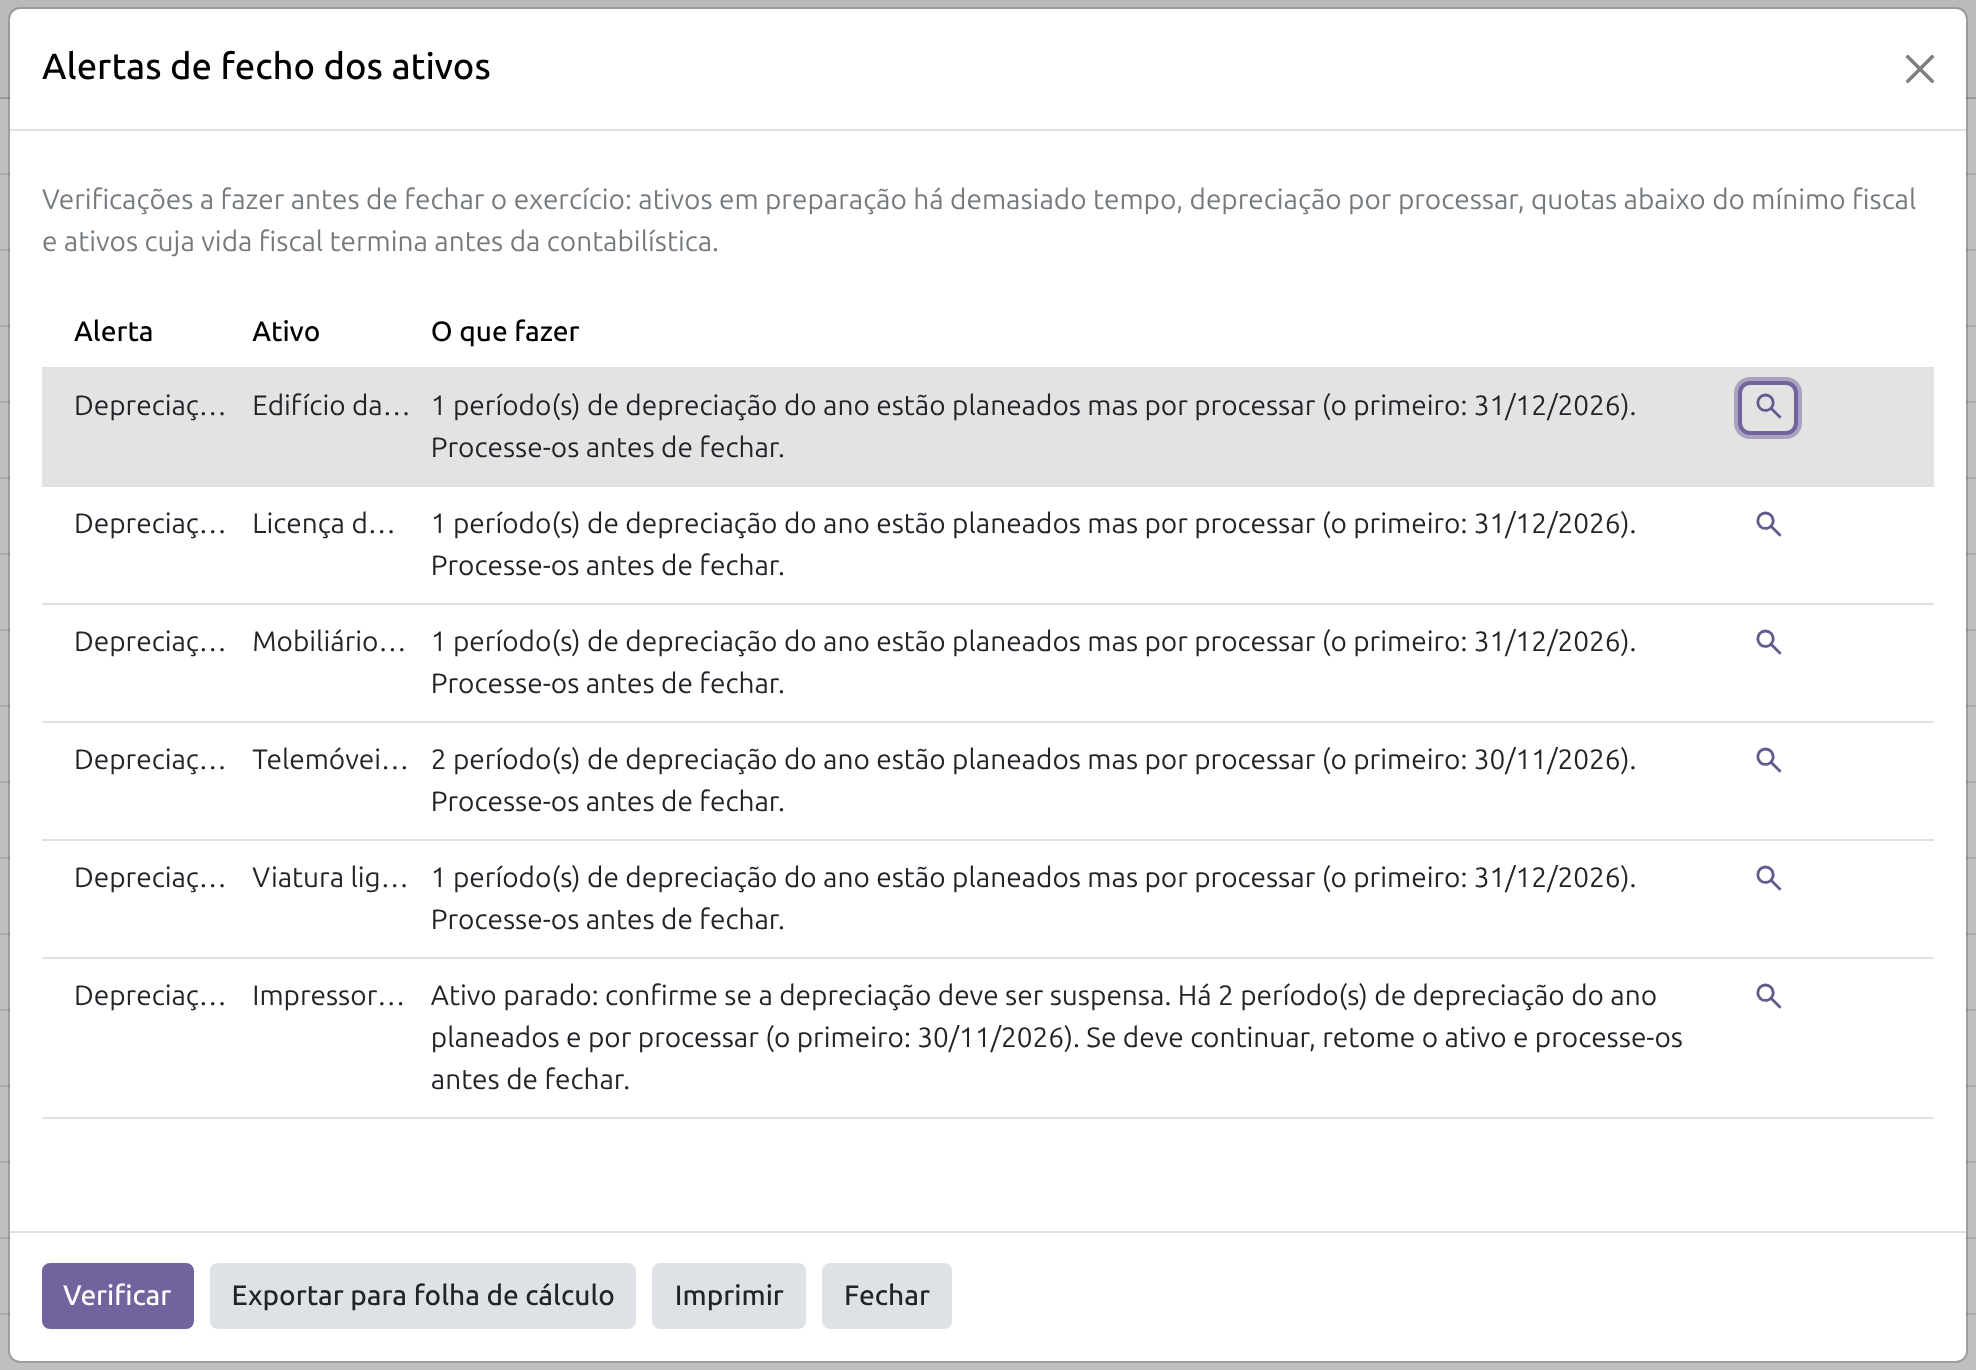 Alertas de fecho dos ativos
Verificações a fazer antes de fechar o exercício: ativos em preparação há demasiado tempo, depreciação por processar, quotas abaixo do mínimo fiscal
e ativos cuja vida fiscal termina antes da contabilística.
Alerta Ativo O que fazer
Depreciaç… Edifício da… 1 período(s) de depreciação do ano estão planeados mas por processar (o primeiro: 31/12/2026).
Processe-os antes de fechar.
Depreciaç… Licença d… 1 período(s) de depreciação do ano estão planeados mas por processar (o primeiro: 31/12/2026).
Processe-os antes de fechar.
Depreciaç… Mobiliário… 1 período(s) de depreciação do ano estão planeados mas por processar (o primeiro: 31/12/2026).
Processe-os antes de fechar.
Depreciaç… Telemóvei… 2 período(s) de depreciação do ano estão planeados mas por processar (o primeiro: 30/11/2026).
Processe-os antes de fechar.
Depreciaç… Viatura lig… 1 período(s) de depreciação do ano estão planeados mas por processar (o primeiro: 31/12/2026).
Processe-os antes de fechar.
Depreciaç… Impressor… Ativo parado: confirme se a depreciação deve ser suspensa. Há 2 período(s) de depreciação do ano
planeados e por processar (o primeiro: 30/11/2026). Se deve continuar, retome o ativo e processe-os
antes de fechar.
Verificar Exportar para folha de cálculo Imprimir Fechar